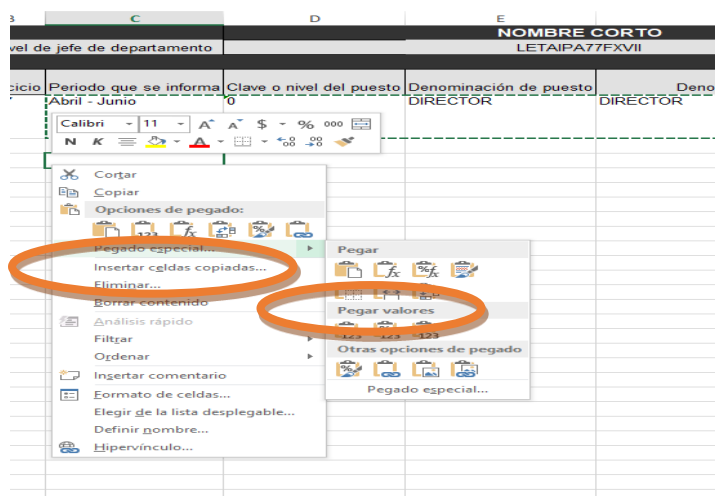 B C D E
NOMBRE CORTO
vel de jefe de departamento LETAIPA77FXVII
cicio Periodo que se informa Clave o nivel del puesto Denominación de puesto Deno
Abril - Junio 0 DIRECTOR DIRECTOR
Calibri 11 A A $ % 000
N K A
Cortar
Copiar
Opciones de pegado:
Pegado especial...
Insertar celdas copiadas...
Eliminar...
Borrar contenido
Análisis rápido
Filtrar
Ordenar
Insertar comentario
Formato de celdas...
Elegir de la lista desplegable...
Definir nombre...
Hipervínculo...
Pegar
Pegar valores
123 123 123
Otras opciones de pegado
Pegado especial...